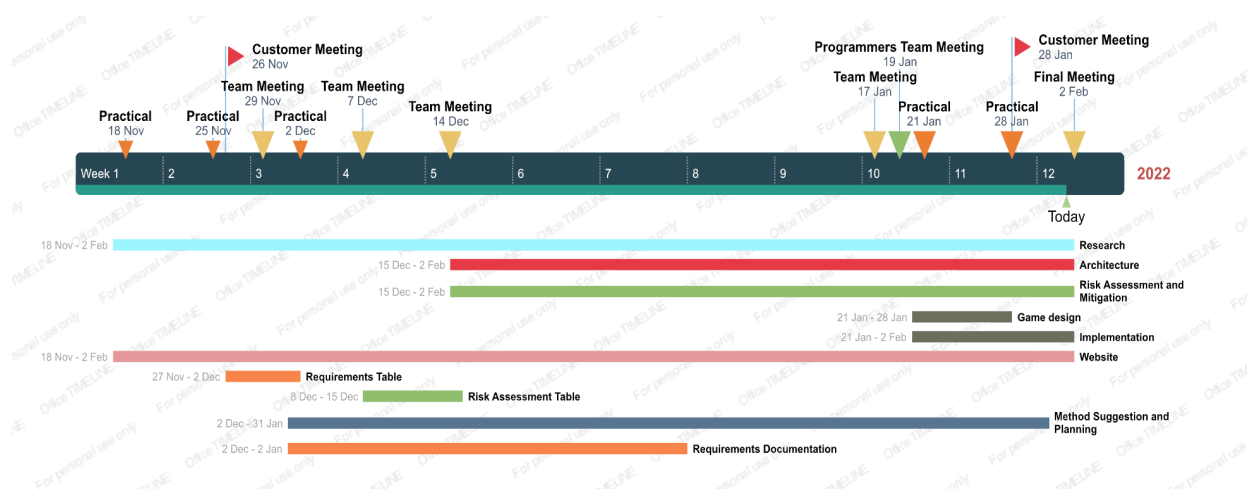 Customer Meeting
26 Nov
Programmers Team Meeting
19 Jan
Customer Meeting
28 Jan
Team Meeting
29 Nov
Team Meeting
7 Dec
Team Meeting
17 Jan
Final Meeting
2 Feb
Practical
18 Nov
Practical
25 Nov
Practical
2 Dec
Team Meeting
14 Dec
Practical
21 Jan
Practical
28 Jan
Week 1 2 3 4 5 6 7 8 9 10 11 12 2022
Today
18 Nov - 2 Feb Research
15 Dec - 2 Feb Architecture
15 Dec - 2 Feb Risk Assessment and
Mitigation
21 Jan - 28 Jan Game design
21 Jan - 2 Feb Implementation
18 Nov - 2 Feb Website
27 Nov - 2 Dec Requirements Table
8 Dec - 15 Dec Risk Assessment Table
2 Dec - 31 Jan Method Suggestion and
Planning
2 Dec - 2 Jan Requirements Documentation
For personal use only
Office TIMELINE